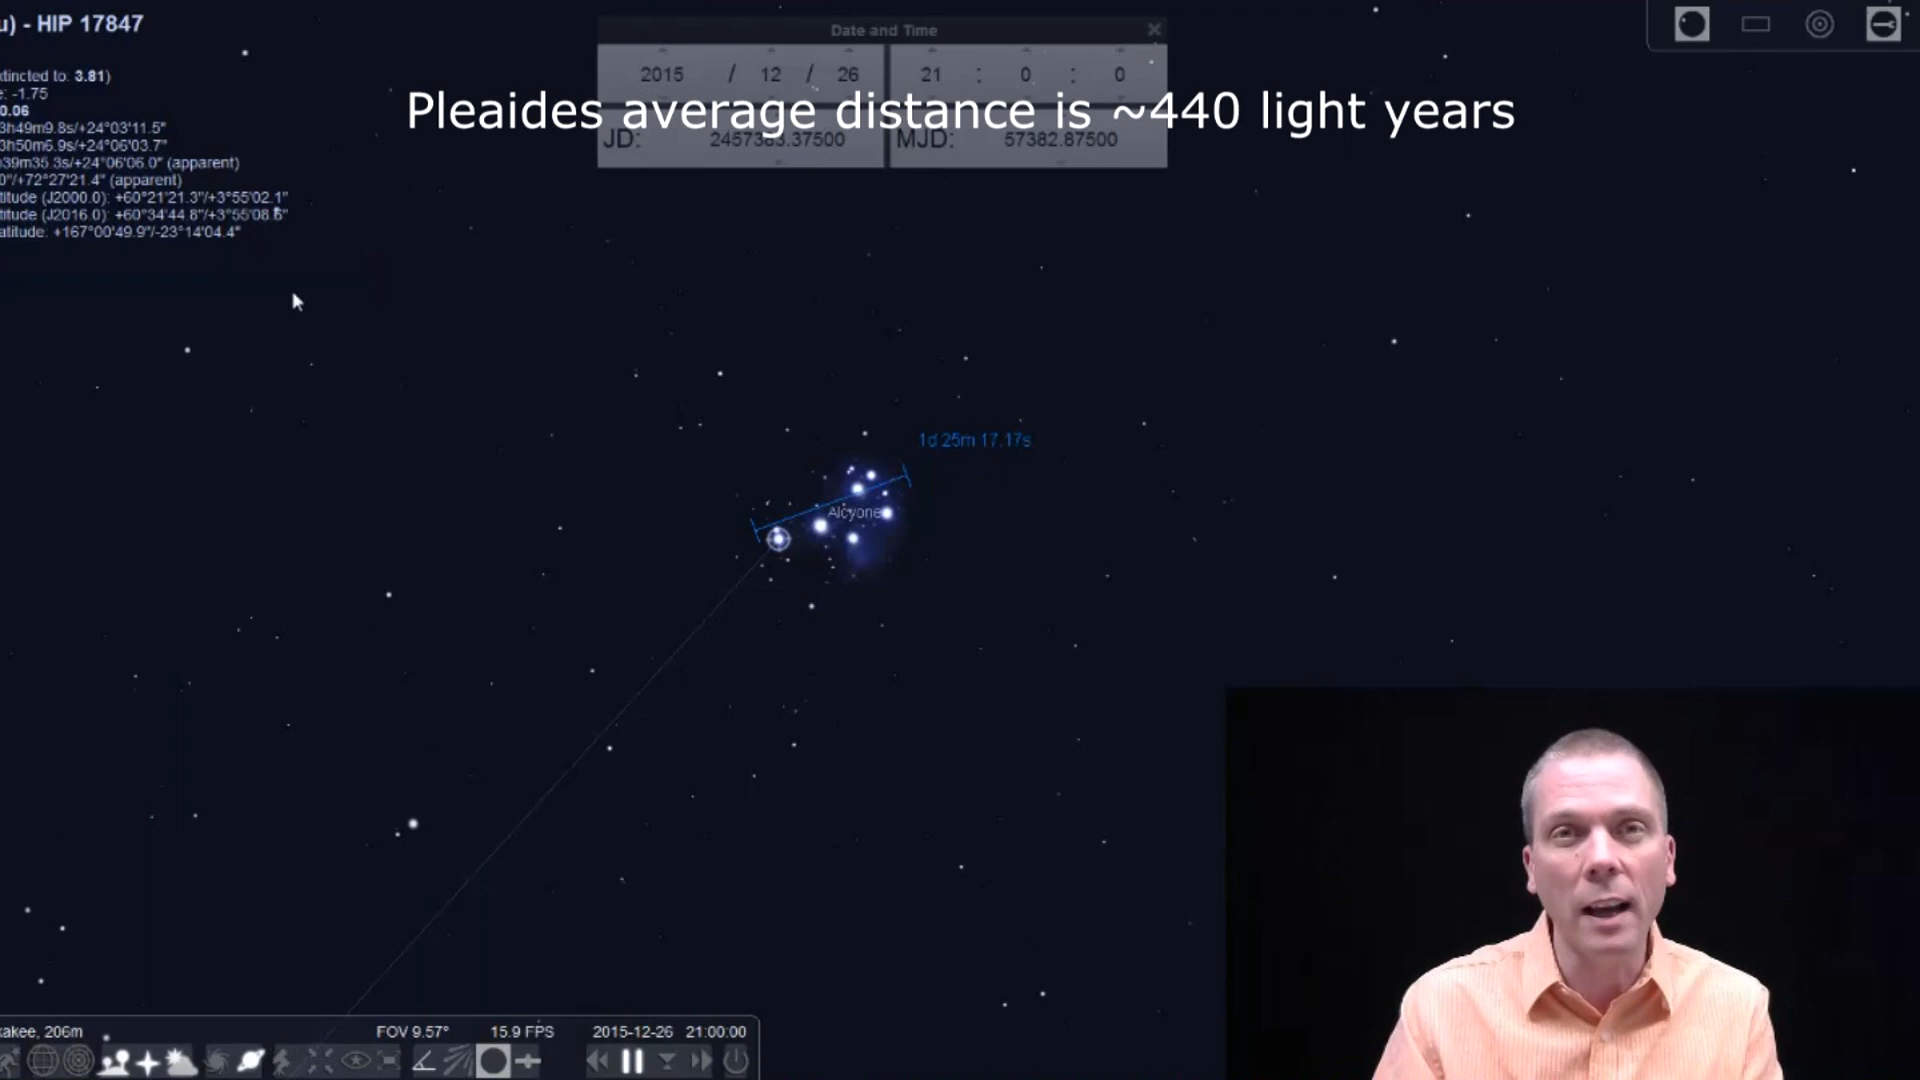 u) - HIP 17847
Date and Time
tincted to: 3.81)
2015 / 12 / 26 21 : 0 : 0
e: -1.75
0.06
Pleaides average distance is ~440 light years
3h49m9.8s/+24°03'11.5"
JD: 2457383.37500 MJD: 57382.87500
3h50m6.9s/+24°06'03.7"
h39m35.3s/+24°06'06.0" (apparent)
0"/+72°27'21.4" (apparent)
titude (J2000.0): +60°21'21.3"/+3°55'02.1"
titude (J2016.0): +60°34'44.8"/+3°55'08.6"
atitude: +167°00'49.9"/-23°14'04.4"
1d 25m 17.17s
Alcyone
akee, 206m FOV 9.57° 15.9 FPS 2015-12-26 21:00:00